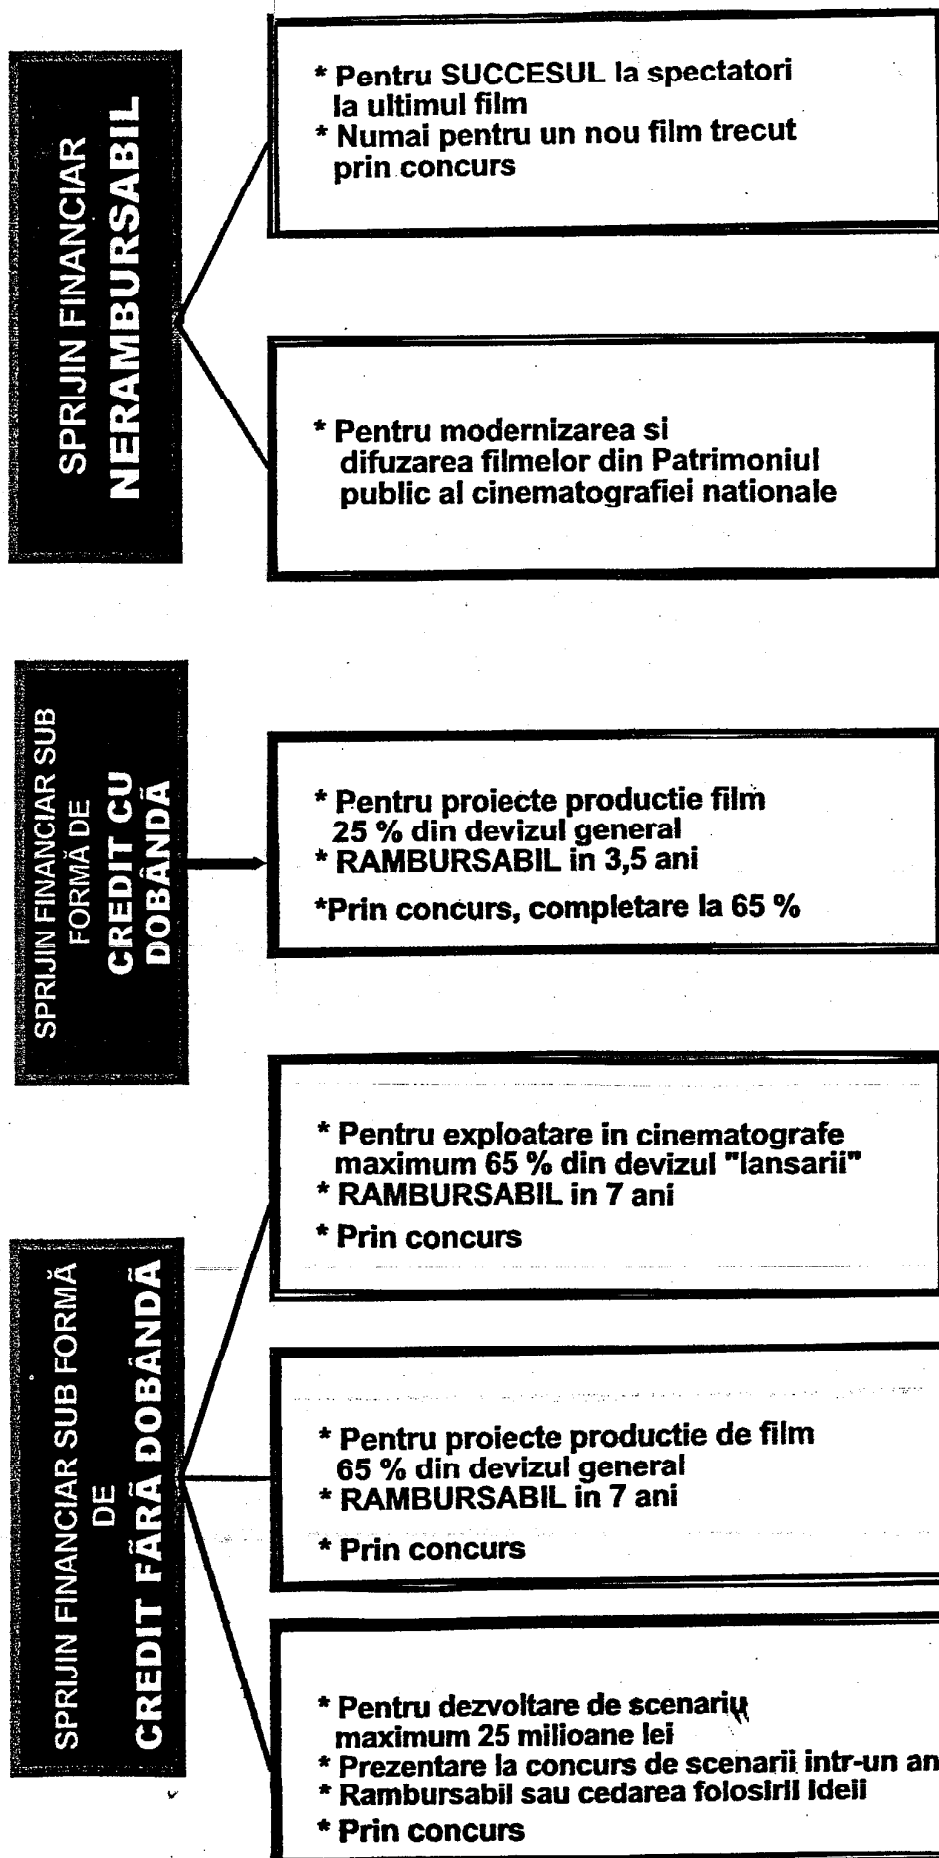 SPRIJIN FINANCIAR
NERAMBURSABIL
* Pentru SUCCESUL la spectatori
la ultimul film
* Numai pentru un nou film trecut
prin concurs
* Pentru modernizarea si
difuzarea filmelor din Patrimoniul
public al cinematografiei nationale
SPRIJIN FINANCIAR SUB
FORMĂ DE
CREDIT CU
DOBÂNDĂ
* Pentru proiecte productie film
25 % din devizul general
* RAMBURSABIL in 3,5 ani
*Prin concurs, completare la 65 %
SPRIJIN FINANCIAR SUB FORMĂ
DE
CREDIT FĂRĂ DOBÂNDĂ
* Pentru exploatare in cinematografe
maximum 65 % din devizul "lansarii"
* RAMBURSABIL in 7 ani
* Prin concurs
* Pentru proiecte productie de film
65 % din devizul general
* RAMBURSABIL in 7 ani
* Prin concurs
* Pentru dezvoltare de scenariu
maximum 25 milioane lei
* Prezentare la concurs de scenarii intr-un an
* Rambursabil sau cedarea folosirii ideii
* Prin concurs